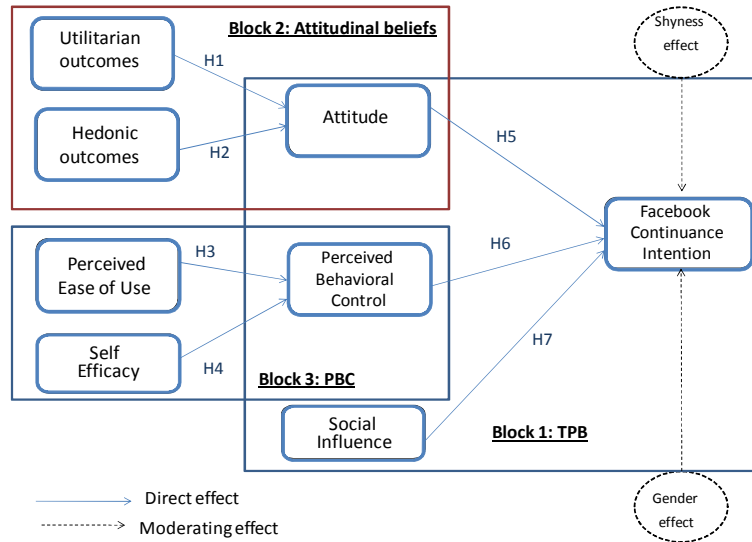 Block 2: Attitudinal beliefs
Utilitarian
outcomes
H1
Hedonic
outcomes
H2
Attitude
H5
Shyness
effect
Facebook
Continuance
Intention
Perceived
Ease of Use
H3
Perceived
Behavioral
Control
H6
Self
Efficacy
H4
Block 3: PBC
H7
Social
Influence
Block 1: TPB
Direct effect
Moderating effect
Gender
effect